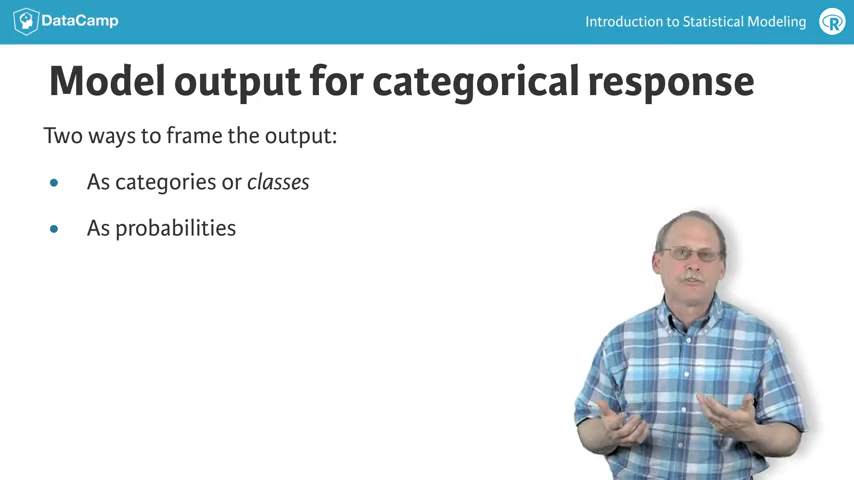 DataCamp
Introduction to Statistical Modeling
R
Model output for categorical response
Two ways to frame the output:
• As categories or classes
• As probabilities